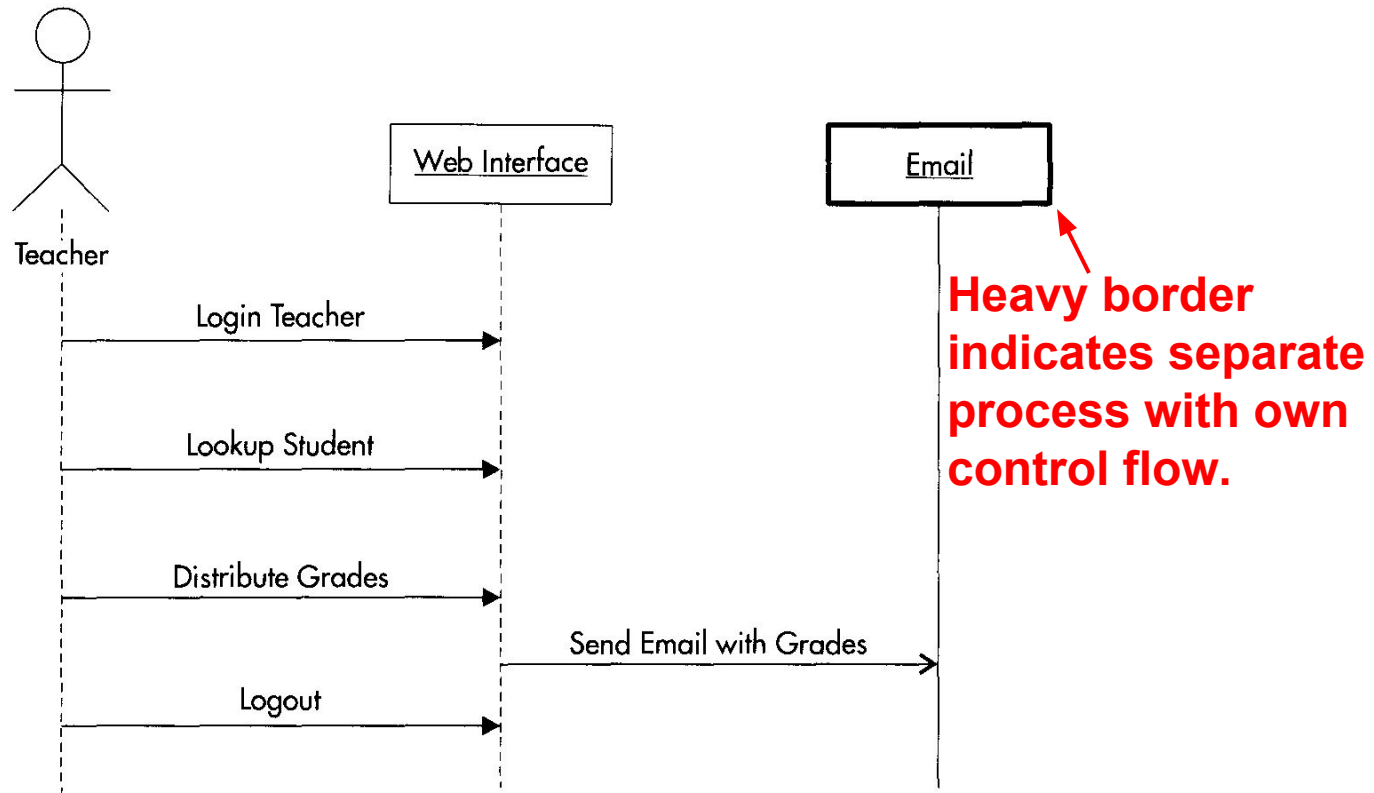 Web Interface
Email
Teacher
Heavy border
indicates separate
process with own
control flow.
Login Teacher
Lookup Student
Distribute Grades
Send Email with Grades
Logout